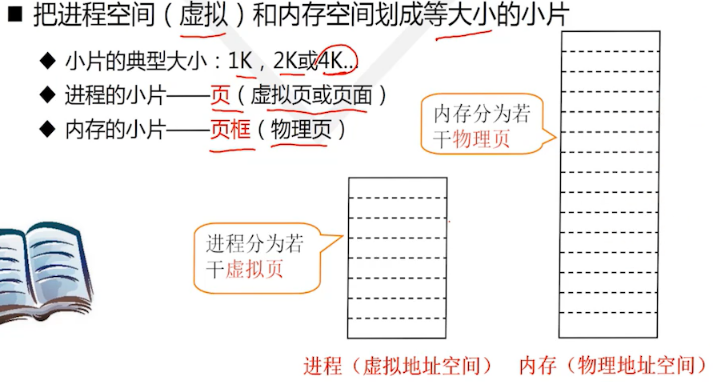 ■ 把进程空间（虚拟）和内存空间划成等大小的小片
◆ 小片的典型大小：1K，2K或4K...
◆ 进程的小片——页（虚拟页或页面）
◆ 内存的小片——页框（物理页）
内存分为若
干物理页
进程分为若
干虚拟页
进程（虚拟地址空间）
内存（物理地址空间）